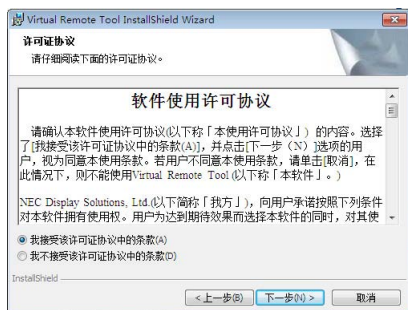 Virtual Remote Tool InstallShield Wizard
许可证协议
请仔细阅读下面的许可证协议。
软件使用许可协议
请确认本软件使用许可协议(以下称「本使用许可协议」) 的内容。选择
了[我接受该许可证协议中的条款(A)]，并点击[下一步（N）]选项的用
户，视为同意本使用条款。若用户不同意本使用条款，请单击[取消]，在
此情况下，则不能使用Virtual Remote Tool (以下称「本软件」。)
NEC Display Solutions, Ltd.(以下简称「我方」)，向用户承诺按照下列条件
对本软件拥有使用权。用户为达到期待效果而选择本软件的同时，对其使
我接受该许可证协议中的条款(A)
我不接受该许可证协议中的条款(D)
InstallShield
<上一步(B) 下一步(N) > 取消